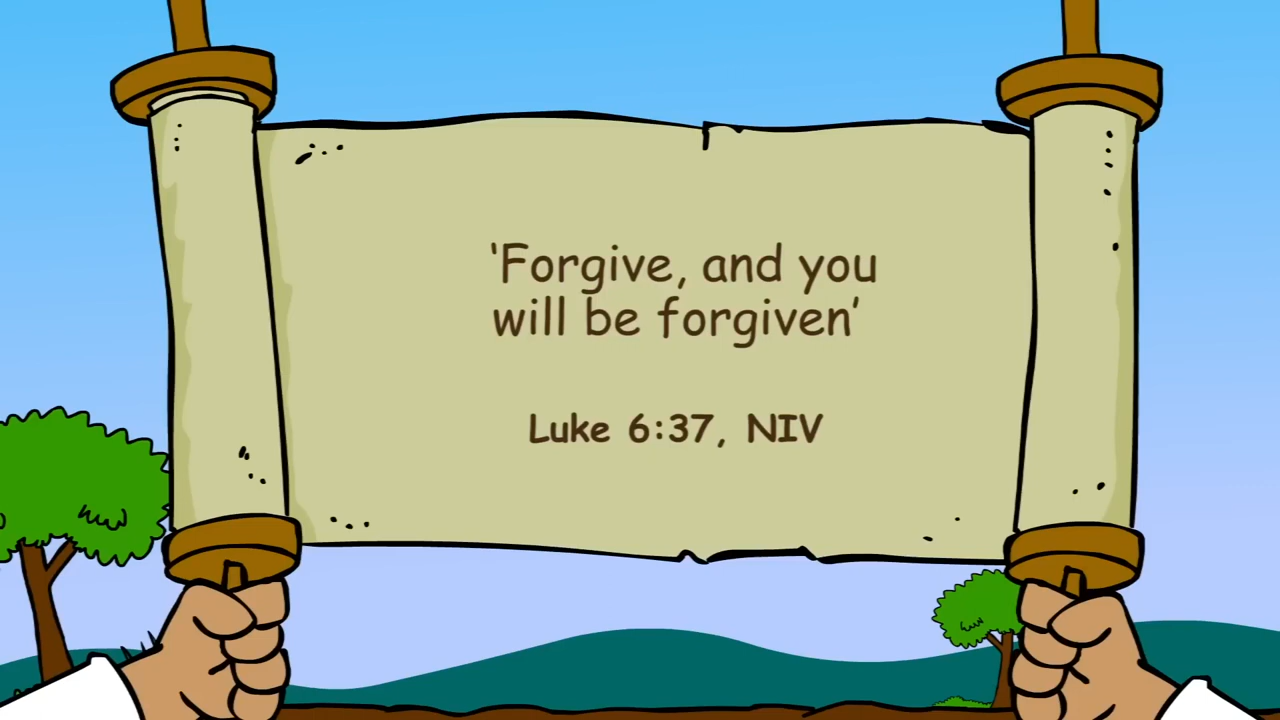 ‘Forgive, and you
will be forgiven’
Luke 6:37, NIV